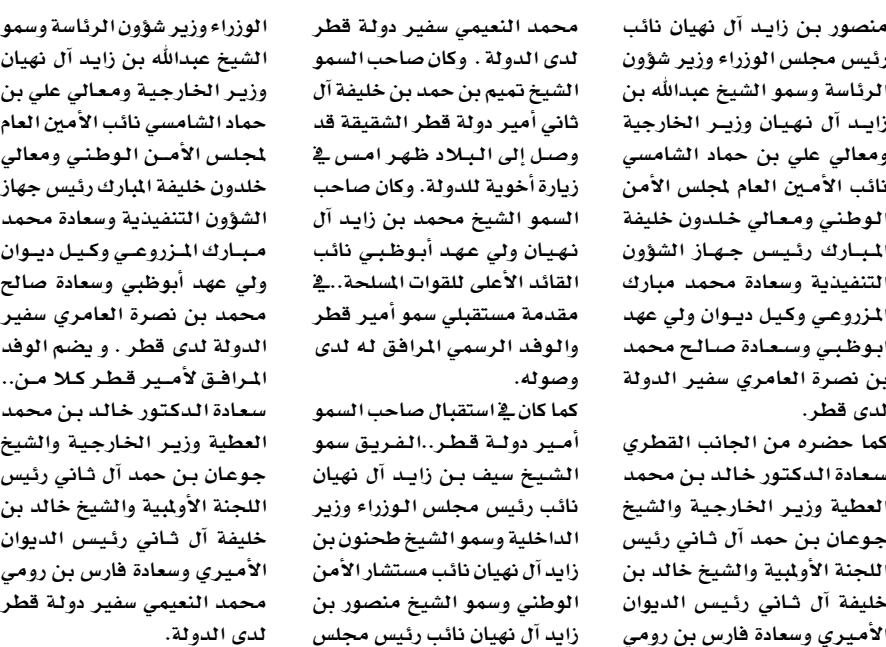 منصور بن زايد آل نهيان نائب
رئيس مجلس الوزراء وزير شؤون
الرئاسة وسمو الشيخ عبدالله بن
زايد آل نهيان وزير الخارجية
ومعالي علي بن حماد الشامسي
نائب الأمين العام لمجلس الأمن
الوطني ومعالي خلدون خليفة
المبارك رئيس جهاز الشؤون
التنفيذية وسعادة محمد مبارك
المزروعي وكيل ديوان ولي عهد
ابوظبي وسعادة صالح محمد
بن نصرة العامري سفير الدولة
لدى قطر.
كما حضره من الجانب القطري
سعادة الدكتور خالد بن محمد
العطية وزير الخارجية والشيخ
جوعان بن حمد آل ثاني رئيس
اللجنة الأولمبية والشيخ خالد بن
خليفة آل ثاني رئيس الديوان
الأميري وسعادة فارس بن رومي
محمد النعيمي سفير دولة قطر
لدى الدولة . وكان صاحب السمو
الشيخ تميم بن حمد بن خليفة آل
ثاني أمير دولة قطر الشقيقة قد
وصل إلى البلاد ظهر امس في
زيارة أخوية للدولة. وكان صاحب
السمو الشيخ محمد بن زايد آل
نهيان ولي عهد أبوظبي نائب
القائد الأعلى للقوات المسلحة..في
مقدمة مستقبلي سمو أمير قطر
والوفد الرسمي المرافق له لدى
وصوله.
كما كان في استقبال صاحب السمو
أمير دولة قطر..الفريق سمو
الشيخ سيف بن زايد آل نهيان
نائب رئيس مجلس الوزراء وزير
الداخلية وسمو الشيخ طحنون بن
زايد آل نهيان نائب مستشار الأمن
الوطني وسمو الشيخ منصور بن
زايد آل نهيان نائب رئيس مجلس
الوزراء وزير شؤون الرئاسة وسمو
الشيخ عبدالله بن زايد آل نهيان
وزير الخارجية ومعالي علي بن
حماد الشامسي نائب الأمين العام
لمجلس الأمن الوطني ومعالي
خلدون خليفة المبارك رئيس جهاز
الشؤون التنفيذية وسعادة محمد
مبارك المزروعي وكيل ديوان
ولي عهد أبوظبي وسعادة صالح
محمد بن نصرة العامري سفير
الدولة لدى قطر . و يضم الوفد
المرافق لأمير قطر كلا من..
سعادة الدكتور خالد بن محمد
العطية وزير الخارجية والشيخ
جوعان بن حمد آل ثاني رئيس
اللجنة الأولمبية والشيخ خالد بن
خليفة آل ثاني رئيس الديوان
الأميري وسعادة فارس بن رومي
محمد النعيمي سفير دولة قطر
لدى الدولة.